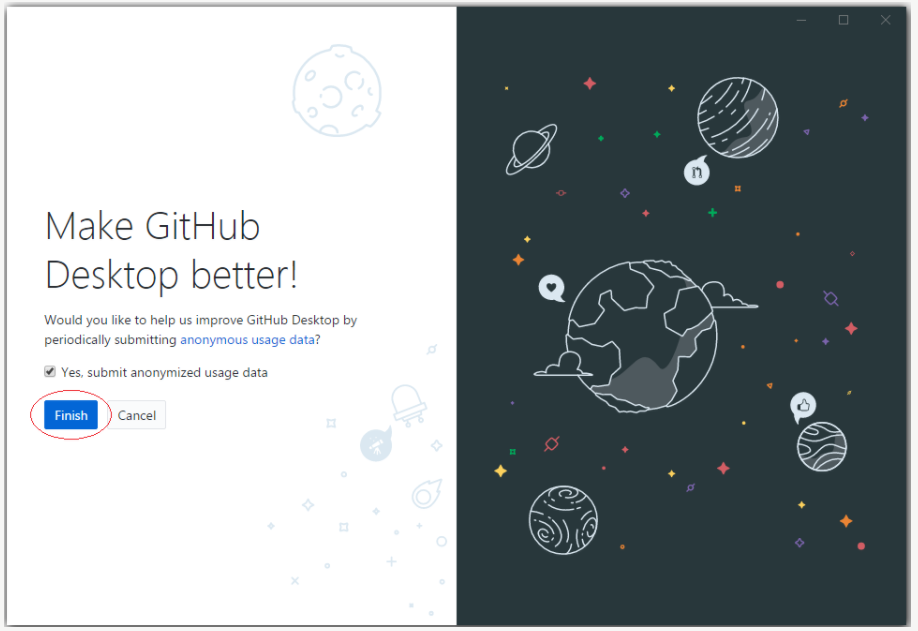 Make GitHub
Desktop better!
Would you like to help us improve GitHub Desktop by
periodically submitting anonymous usage data?
Yes, submit anonymized usage data
Finish Cancel